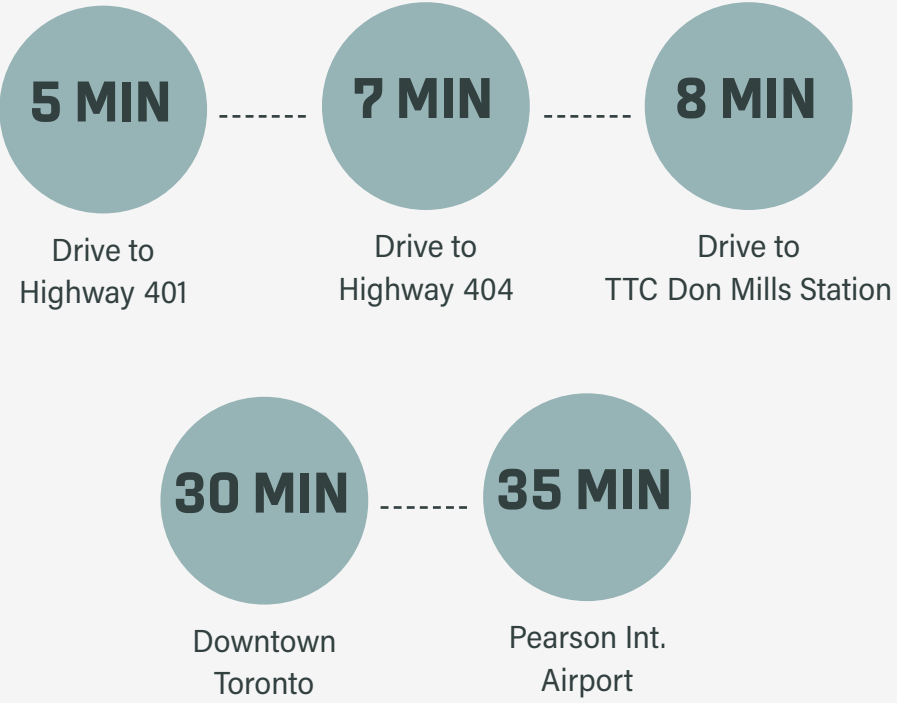 5 MIN
Drive to
Highway 401
7 MIN
Drive to
Highway 404
8 MIN
Drive to
TTC Don Mills Station
30 MIN
Downtown
Toronto
35 MIN
Pearson Int.
Airport